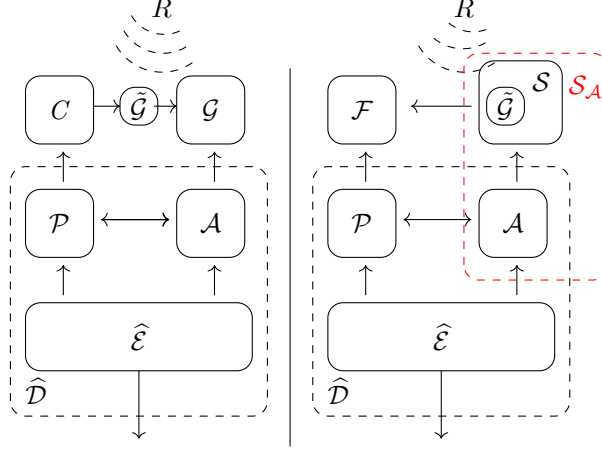 R R
C 𝒢̃ 𝒢 ℱ 𝒢̃ 𝒮 𝒮_𝒜
𝒫 𝒜 𝒫 𝒜
ℰ̂ ℰ̂
𝒟̂ 𝒟̂